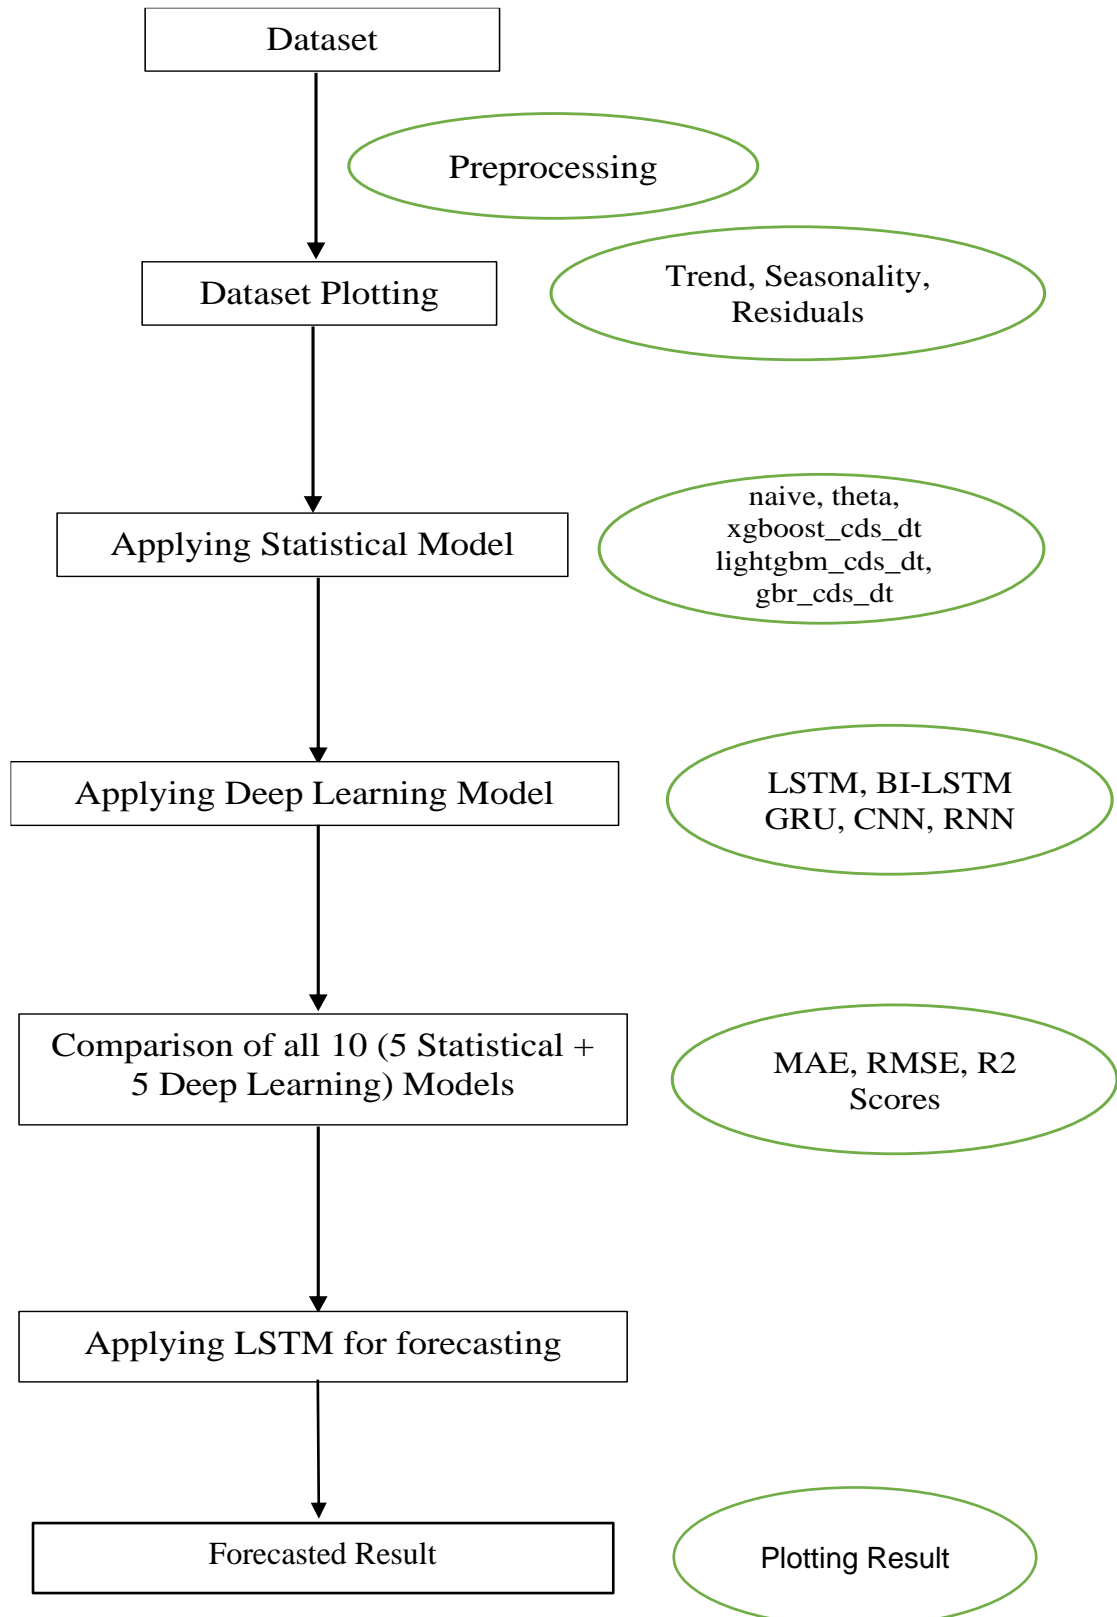 Dataset
Preprocessing
Dataset Plotting
Trend, Seasonality,
Residuals
Applying Statistical Model
naive, theta,
xgboost_cds_dt
lightgbm_cds_dt,
gbr_cds_dt
Applying Deep Learning Model
LSTM, BI-LSTM
GRU, CNN, RNN
Comparison of all 10 (5 Statistical +
5 Deep Learning) Models
MAE, RMSE, R2
Scores
Applying LSTM for forecasting
Forecasted Result
Plotting Result